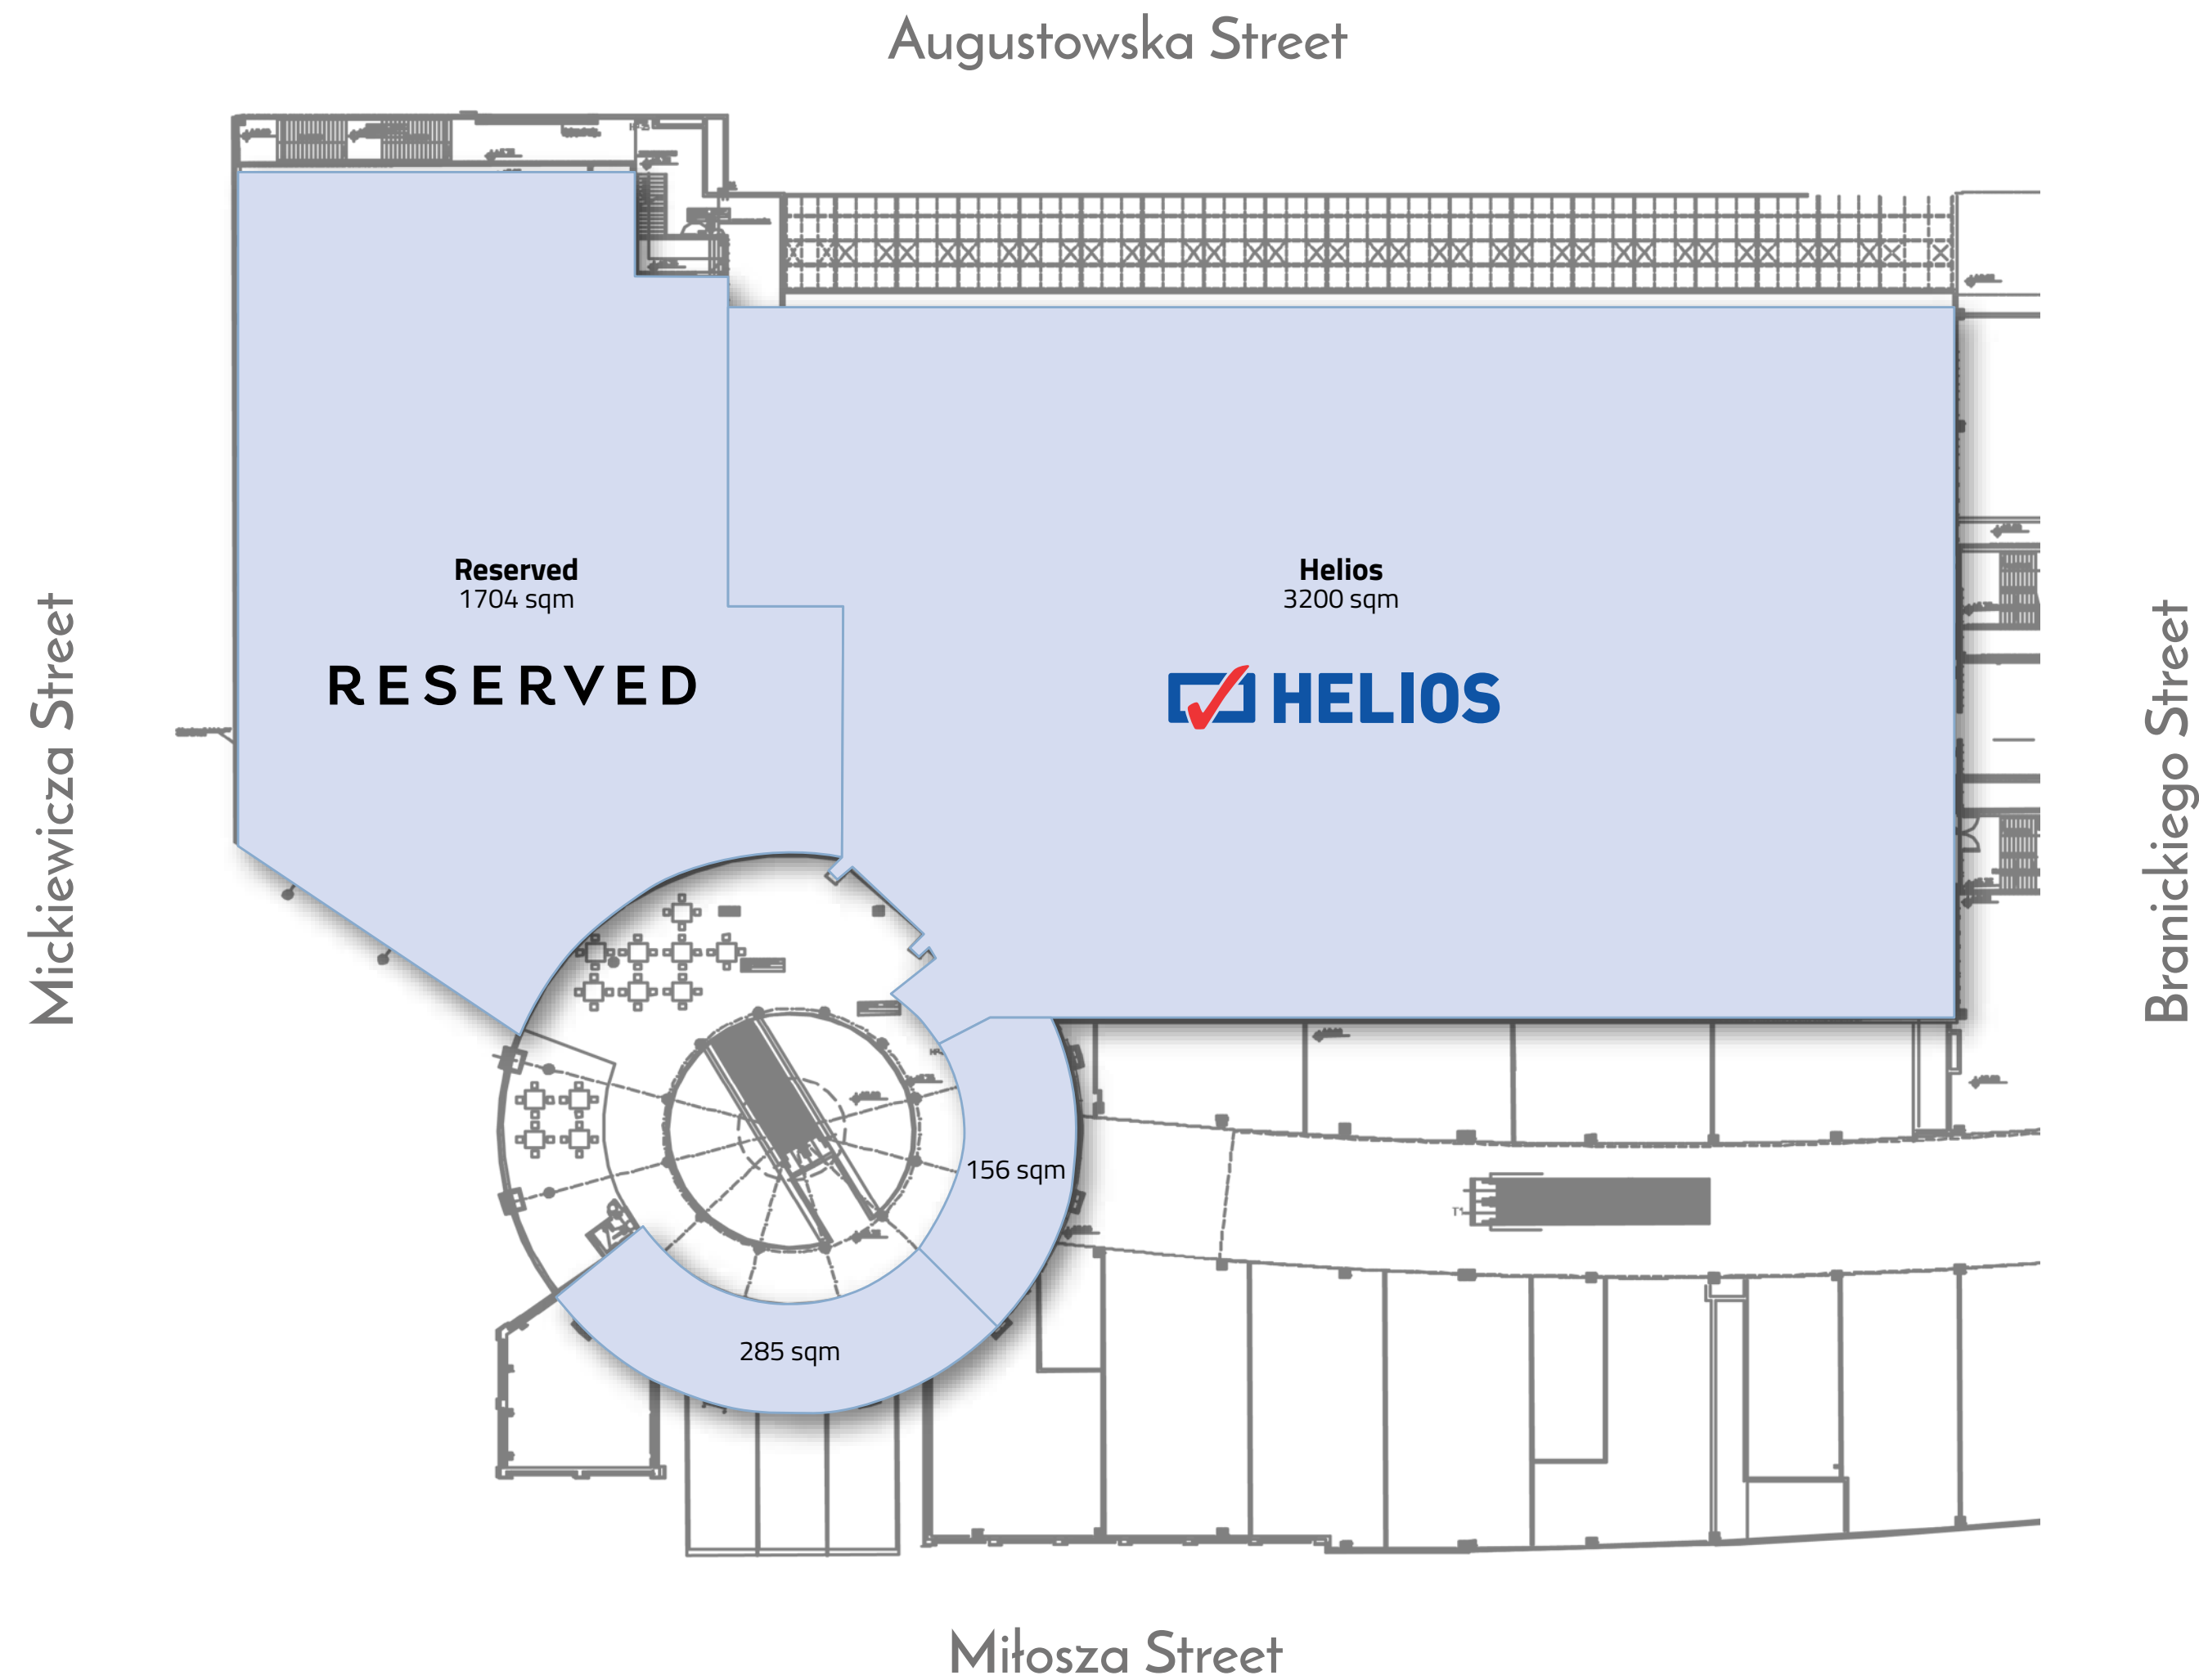 Augustowska Street
Mickiewicza Street
Reserved
1704 sqm
RESERVED
Helios
3200 sqm
HELIOS
Branickiego Street
156 sqm
T1
285 sqm
Miłosza Street